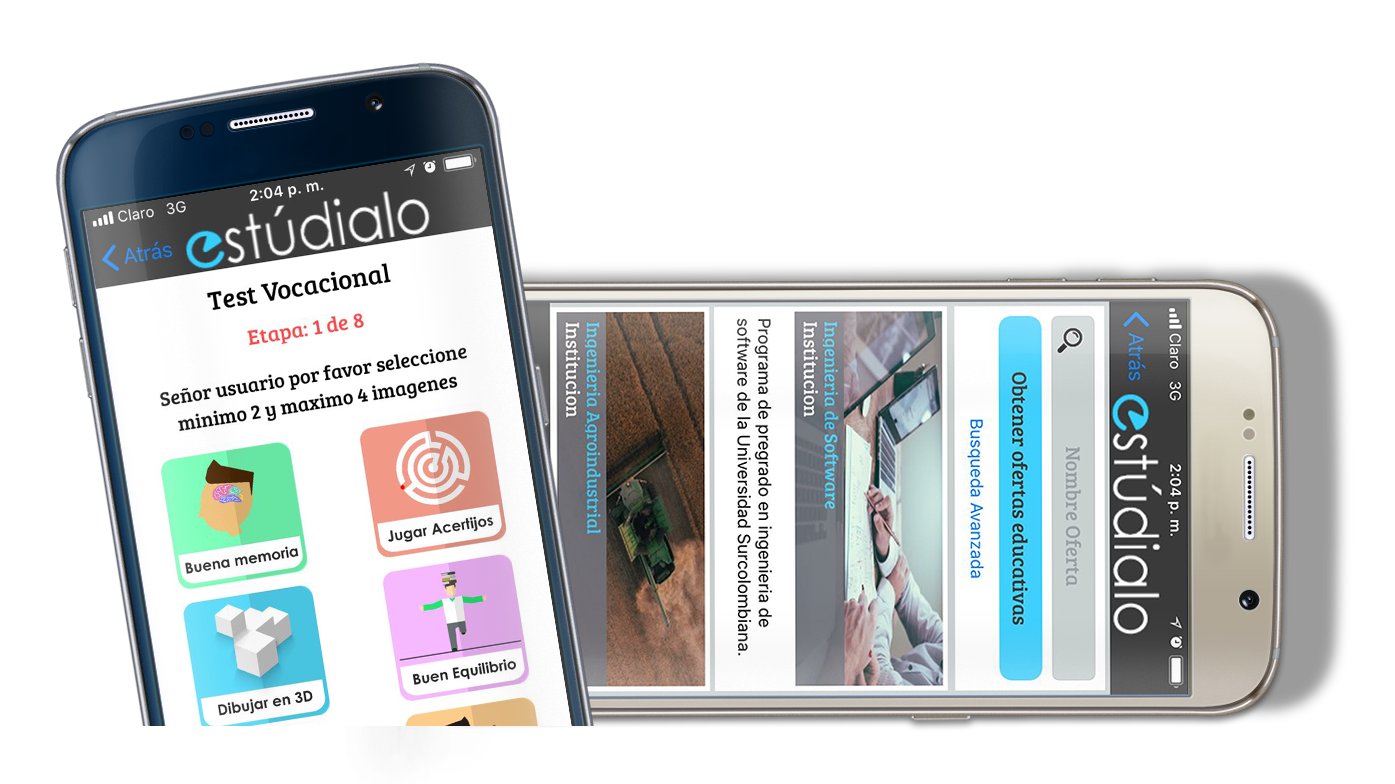 Claro 3G
2:04 p. m.
Atrás
estúdialo
Test Vocacional
Etapa: 1 de 8
Señor usuario por favor seleccione
minimo 2 y maximo 4 imagenes
Buena memoria
Jugar Acertijos
Dibujar en 3D
Buen Equilibrio
Claro 3G
2:04 p. m.
Atrás
estúdialo
Nombre Oferta
Obtener ofertas educativas
Busqueda Avanzada
Ingenieria de Software
Institucion
Programa de pregrado en ingenieria de
software de la Universidad Surcolombiana.
Ingenieria Agroindustrial
Institucion